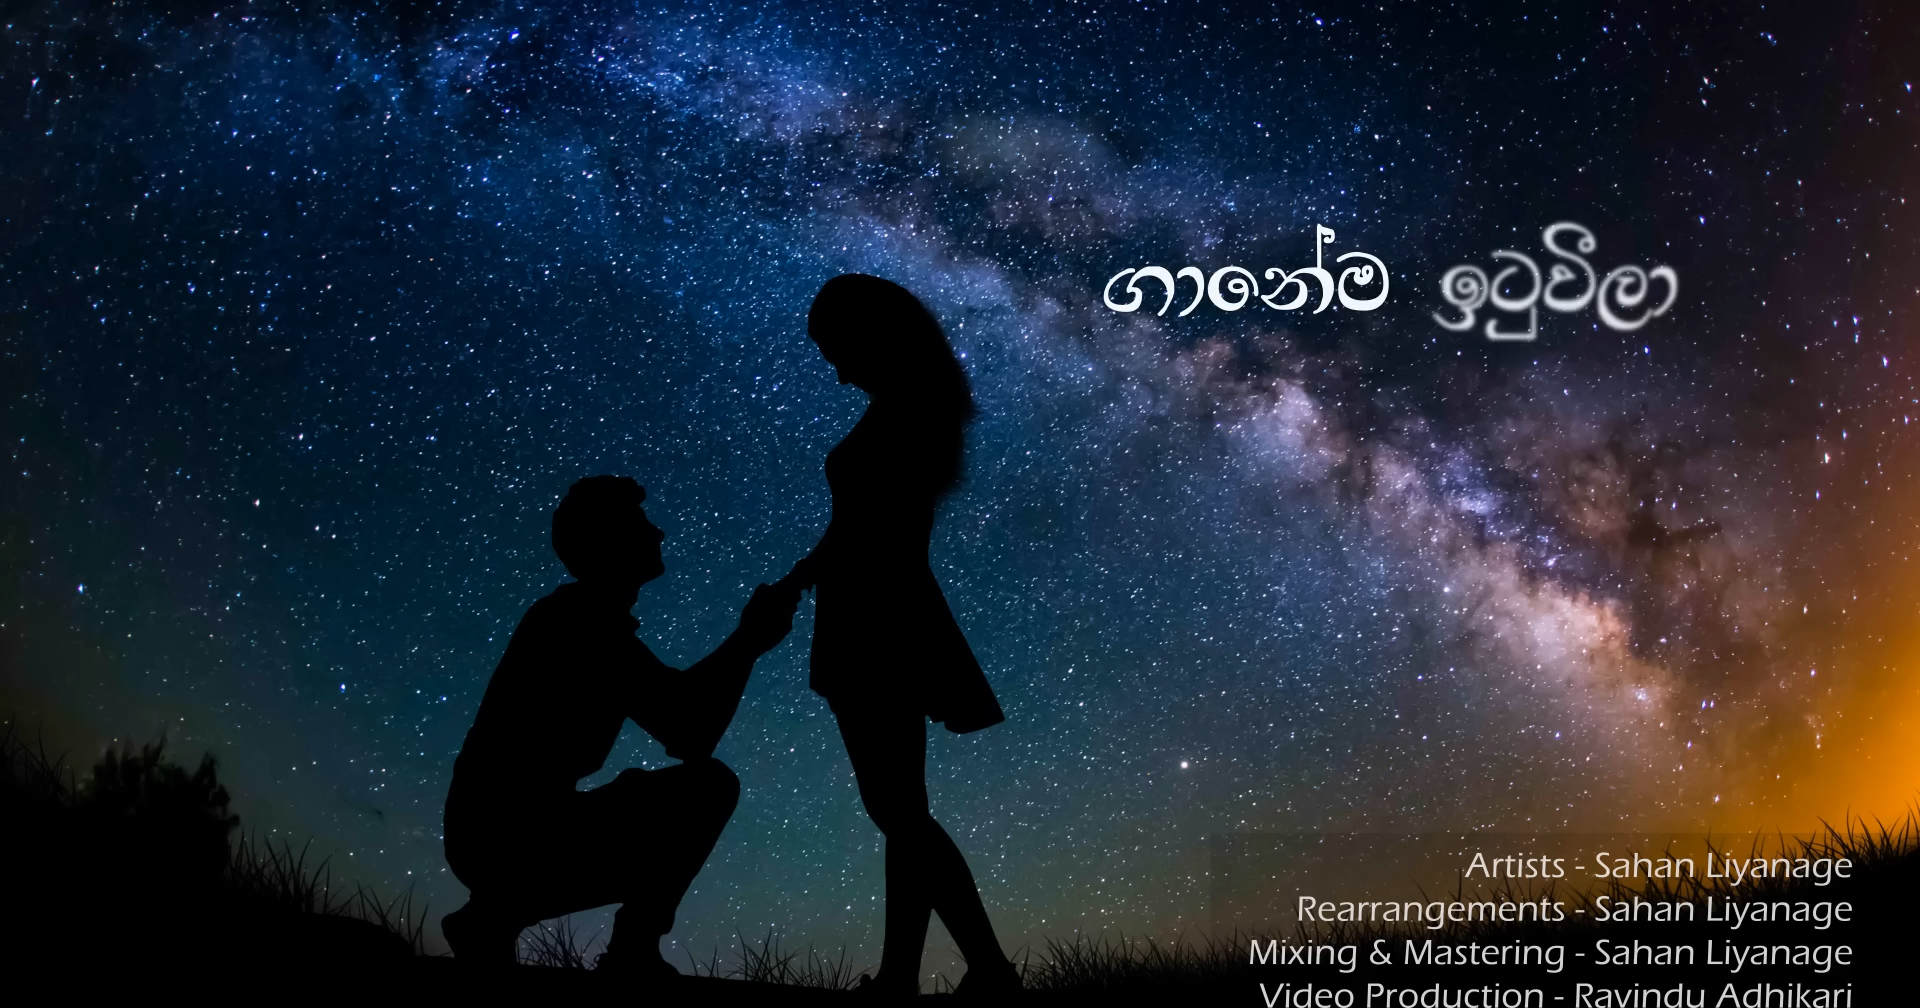 ගානේම ඉටුවීලා
Artists - Sahan Liyanage
Rearrangements - Sahan Liyanage
Mixing & Mastering - Sahan Liyanage
Video Production - Ravindu Adhikari